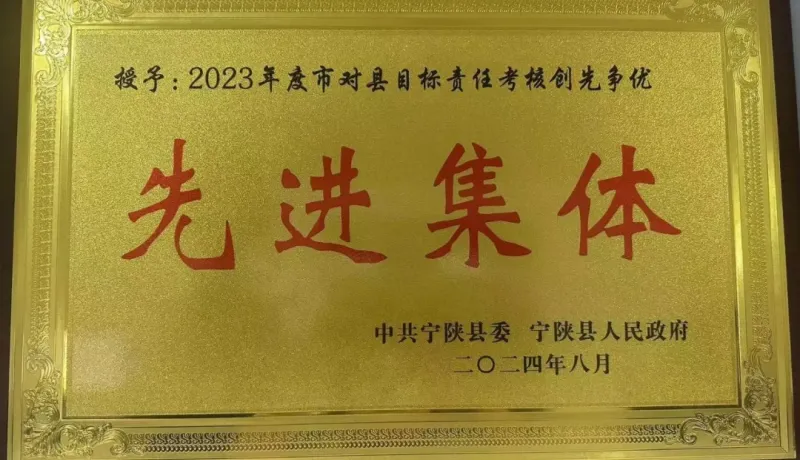 授予：2023年度市对县目标责任考核创先争优
先进集体
中共宁陕县委 宁陕县人民政府
二〇二四年八月